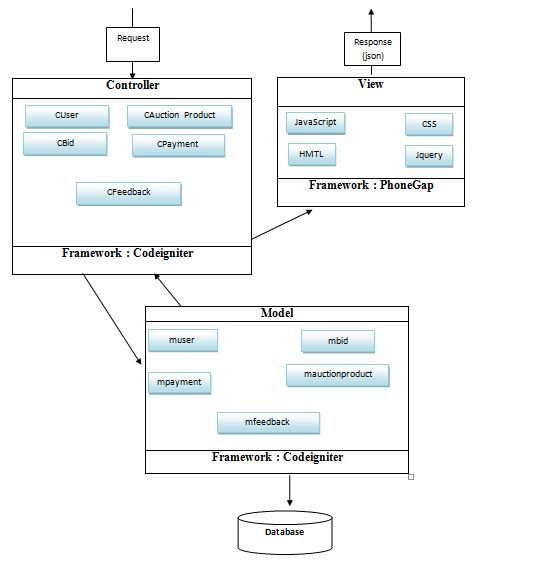 Request
Response
(json)
Controller
CUser
CAuction Product
CBid
CPayment
CFeedback
Framework : Codeigniter
View
JavaScript
CSS
HMTL
Jquery
Framework : PhoneGap
Model
muser
mbid
mpayment
mauctionproduct
mfeedback
Framework : Codeigniter
Database